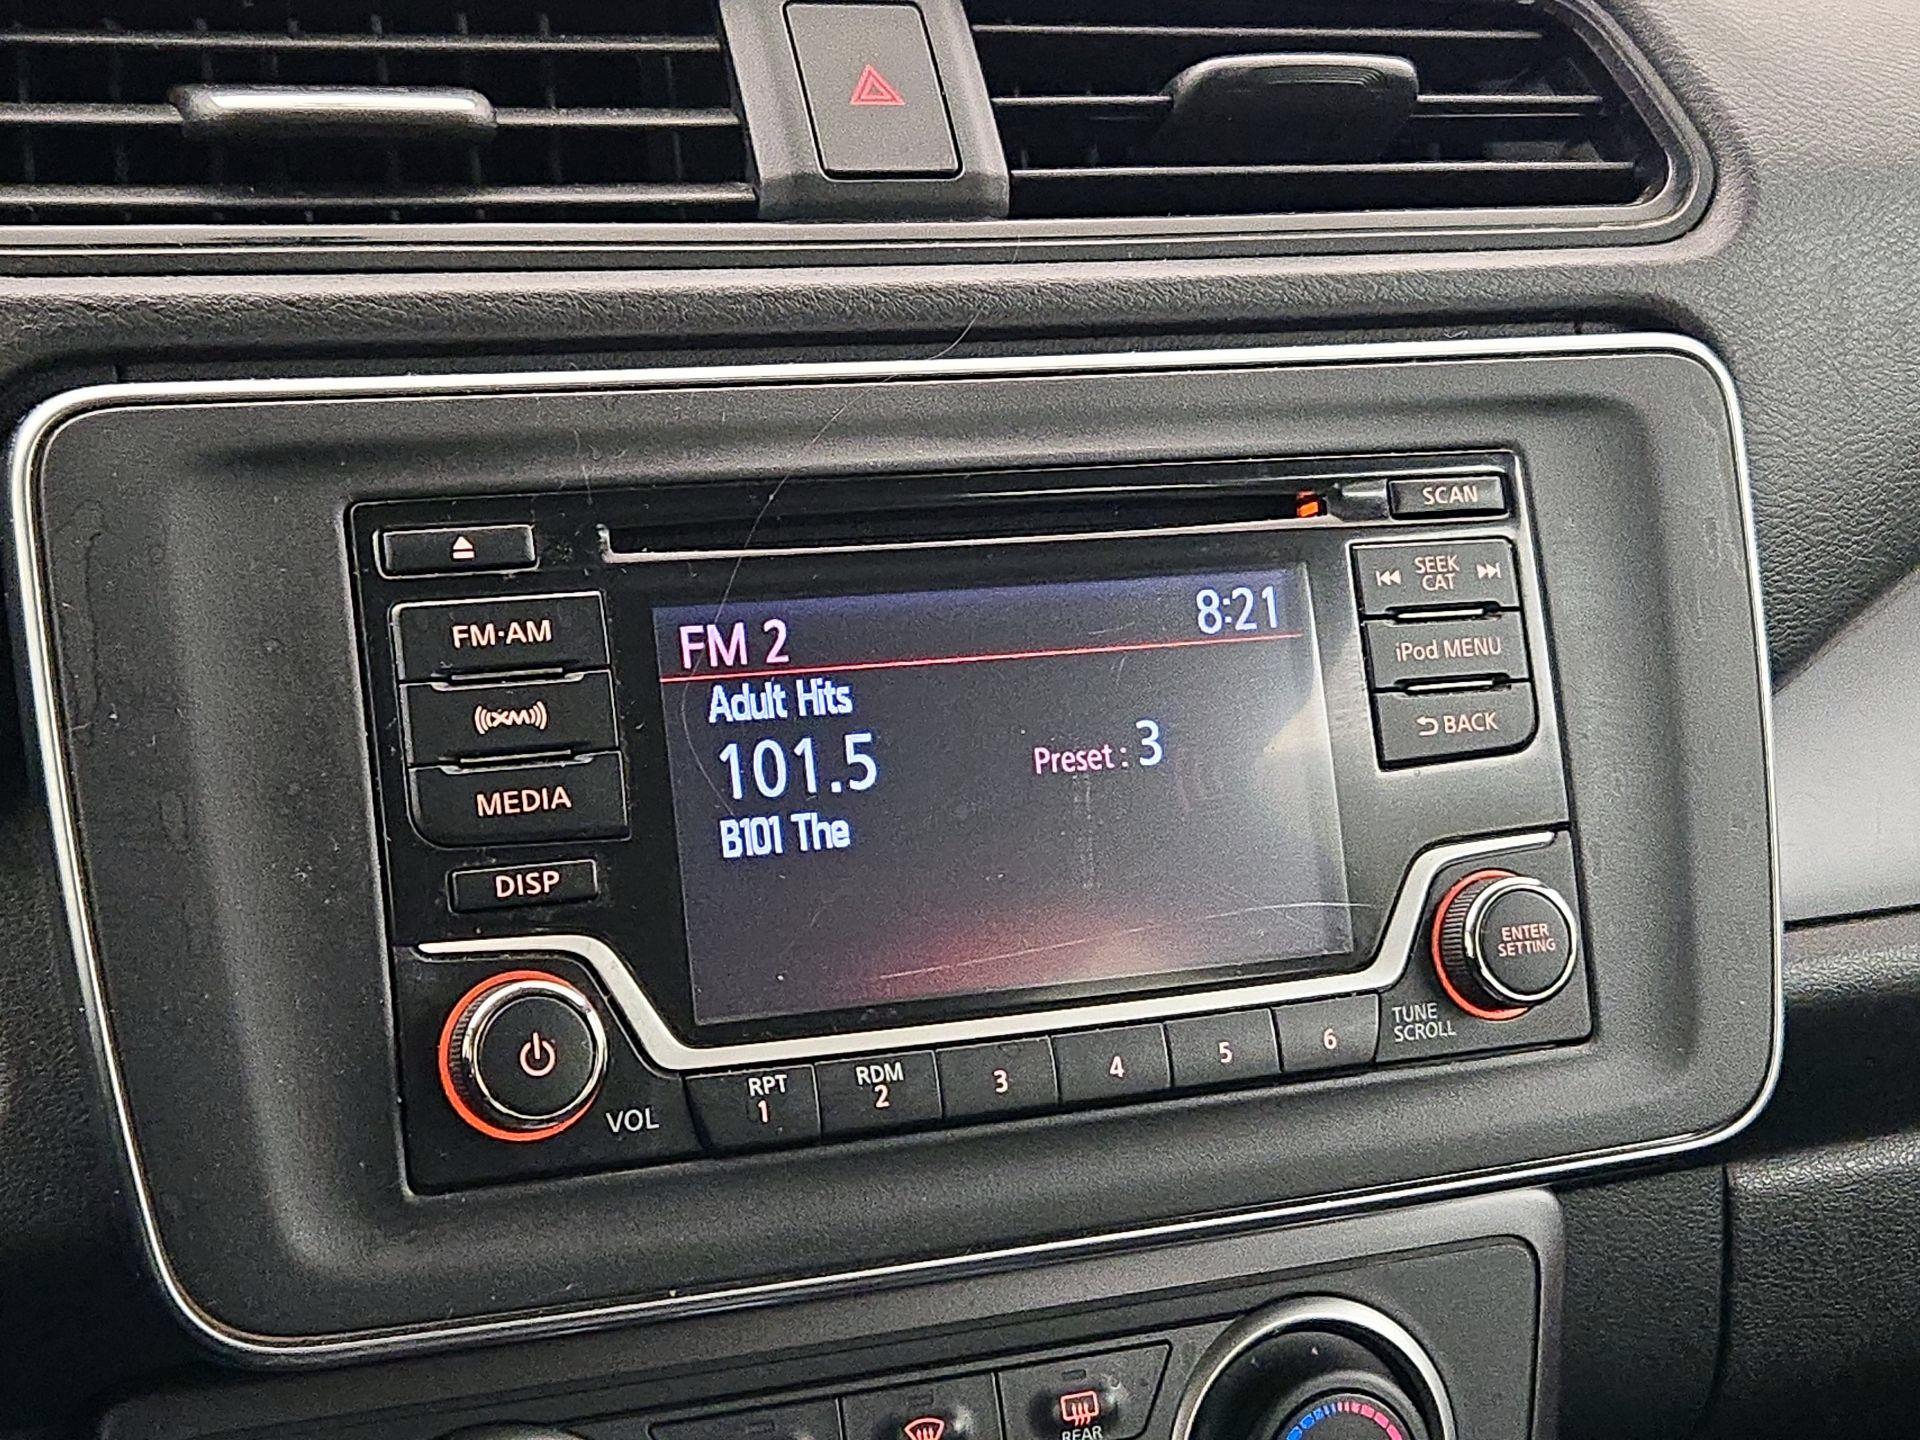 SCAN
SEEK
CAT
FM·AM
FM 2
8:21
iPod MENU
Adult Hits
((XM))
101.5
Preset : 3
BACK
MEDIA
B101 The
DISP
ENTER
SETTING
TUNE
SCROLL
VOL
RPT
1
RDM
2
3
4
5
6
REAR